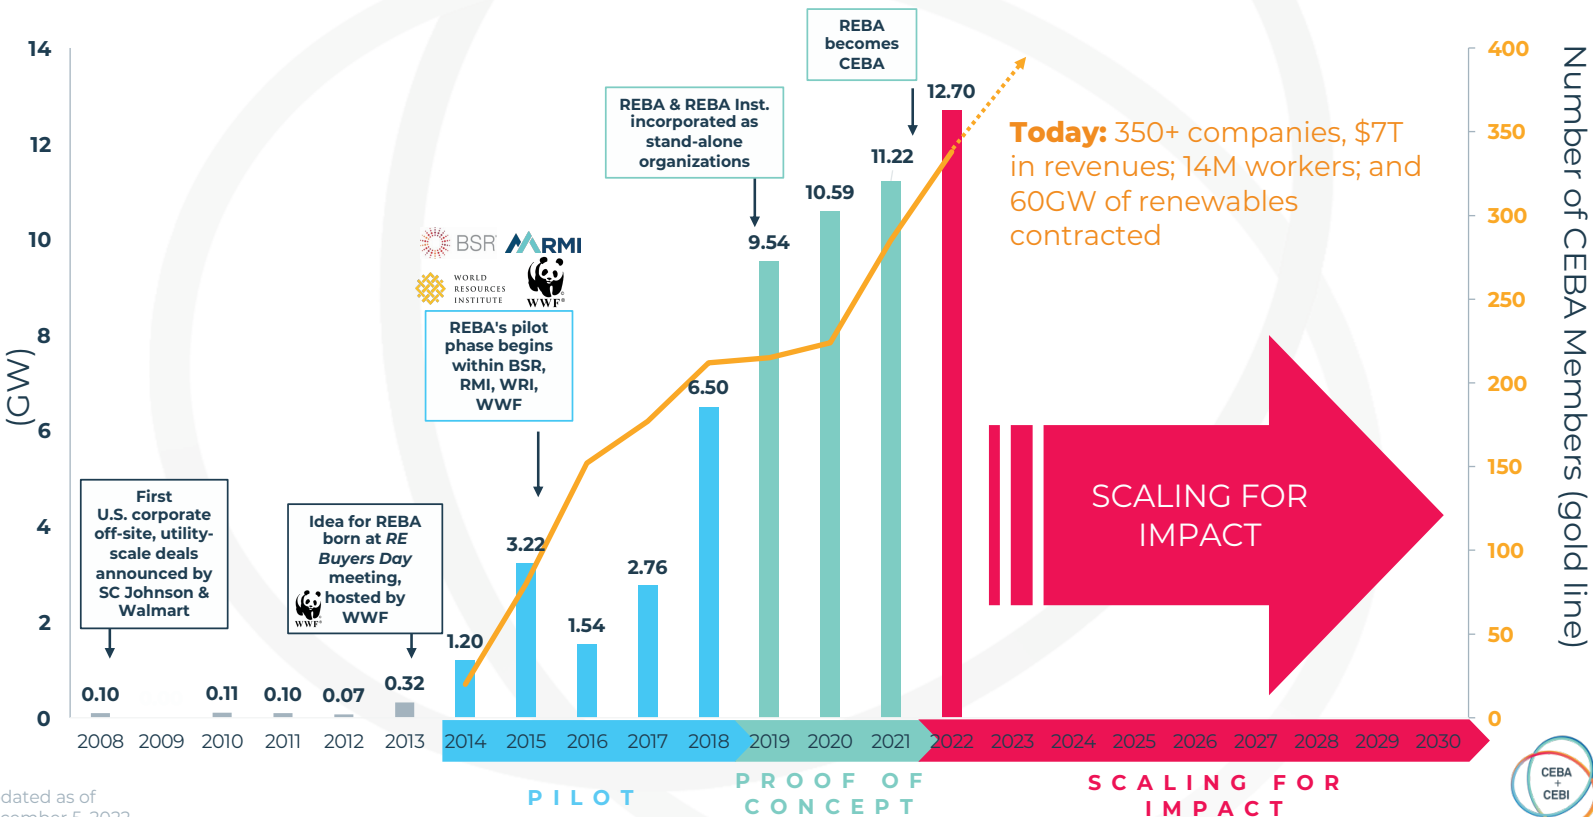 REBA
becomes
CEBA
14
12
10
8
6
4
2
0
(GW)
400
350
300
250
200
150
100
50
0
Number of CEBA Members (gold line)
REBA & REBA Inst.
incorporated as
stand-alone
organizations
12.70
Today: 350+ companies, $7T
in revenues; 14M workers; and
60GW of renewables
contracted
11.22
10.59
9.54
BSR
RMI
WORLD
RESOURCES
INSTITUTE
WWF
REBA's pilot
phase begins
within BSR,
RMI, WRI,
WWF
6.50
First
U.S. corporate
off-site, utility-
scale deals
announced by
SC Johnson &
Walmart
Idea for REBA
born at RE
Buyers Day
meeting,
hosted by
WWF
WWF
SCALING FOR
IMPACT
3.22
2.76
1.54
1.20
0.10
0.11
0.10
0.07
0.32
2008 2009 2010 2011 2012 2013 2014 2015 2016 2017 2018 2019 2020 2021 2022 2023 2024 2025 2026 2027 2028 2029 2030
PILOT
PROOF OF
CONCEPT
SCALING FOR
IMPACT
dated as of
2022
CEBA
+
CEBI